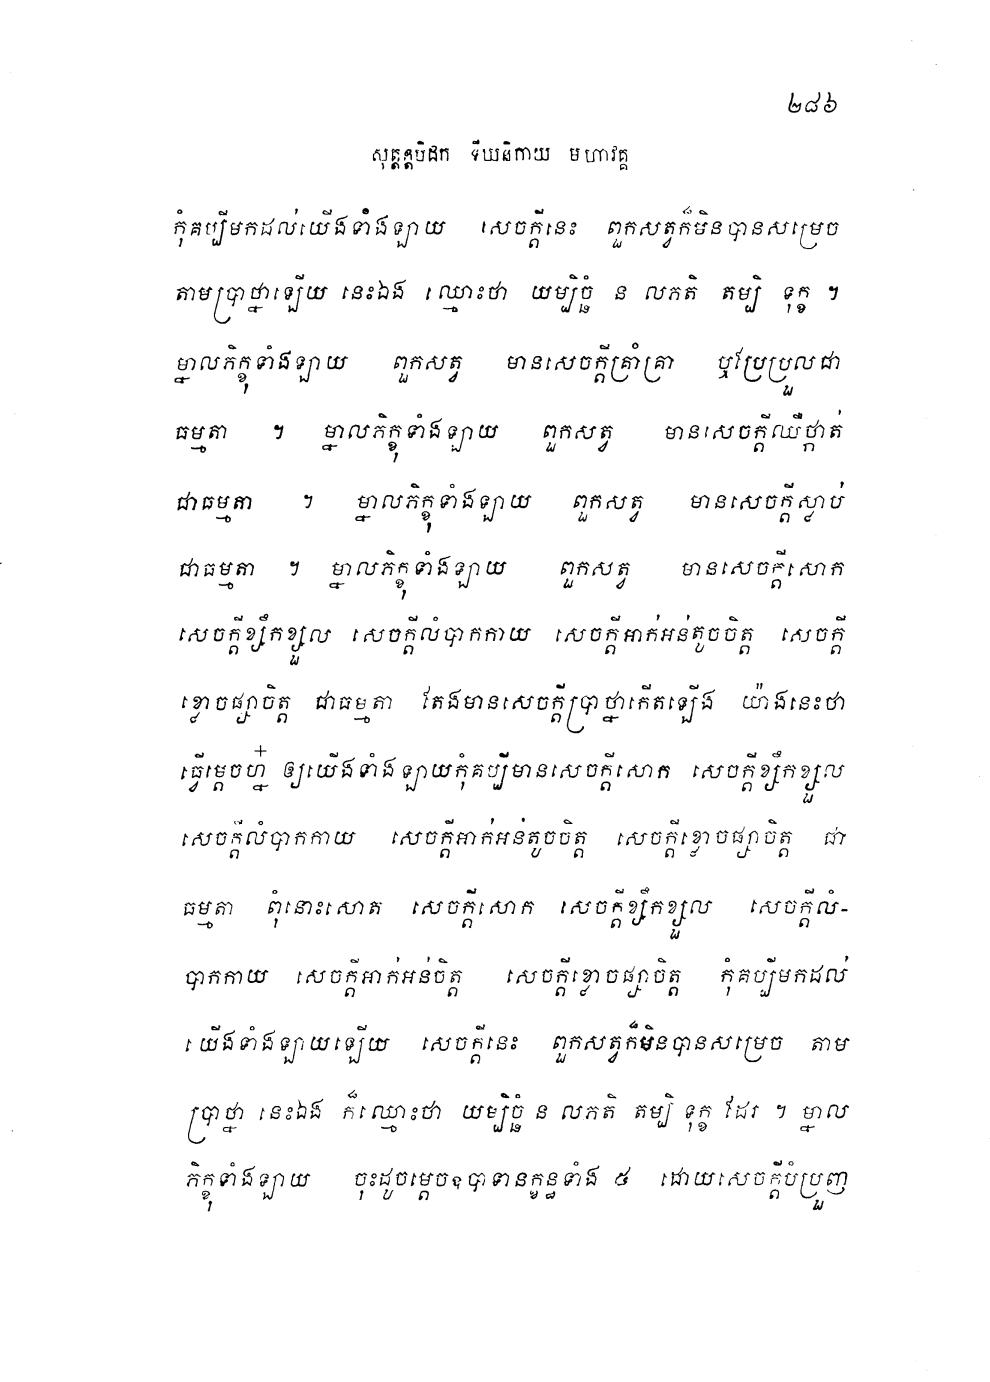 ២៨៦
សុត្តន្តបិដក ទីឃនិកាយ មហាវគ្គ
កុំគប្បីមកដល់យើងទាំងឡាយ សេចក្តីនេះ ពួកសត្វក៏មិនបានសម្រេច
តាមប្រាថ្នាឡើយ នេះឯង ឈ្មោះថា យម្បិច្ឆំ ន លភតិ តម្បិ ទុក្ខ ។
ម្នាលភិក្ខុទាំងឡាយ ពួកសត្វ មានសេចក្តីគ្រាំគ្រា ឬប្រែប្រួលជា
ធម្មតា ។ ម្នាលភិក្ខុទាំងឡាយ ពួកសត្វ មានសេចក្តីឈឺថ្កាត់
ជាធម្មតា ។ ម្នាលភិក្ខុទាំងឡាយ ពួកសត្វ មានសេចក្តីស្លាប់
ជាធម្មតា ។ ម្នាលភិក្ខុទាំងឡាយ ពួកសត្វ មានសេចក្តីសោក
សេចក្តីខ្សឹកខ្សួល សេចក្តីលំបាកកាយ សេចក្តីអាក់អន់តូចចិត្ត សេចក្តី
ខ្ទោចផ្សាចិត្ត ជាធម្មតា តែងមានសេចក្តីប្រាថ្នាកើតឡើង យ៉ាងនេះថា
ធ្វើម្តេចហ្ន៎ ឲ្យយើងទាំងឡាយកុំគប្បីមានសេចក្តីសោក សេចក្តីខ្សឹកខ្សួល
សេចក្តីលំបាកកាយ សេចក្តីអាក់អន់តូចចិត្ត សេចក្តីខ្ទោចផ្សាចិត្ត ជា
ធម្មតា ពុំនោះសោត សេចក្តីសោក សេចក្តីខ្សឹកខ្សួល សេចក្តីលំ-
បាកកាយ សេចក្តីអាក់អន់ចិត្ត សេចក្តីខ្ទោចផ្សាចិត្ត កុំគប្បីមកដល់
យើងទាំងឡាយឡើយ សេចក្តីនេះ ពួកសត្វក៏មិនបានសម្រេច តាម
ប្រាថ្នា នេះឯង ក៏ឈ្មោះថា យម្បិច្ឆំ ន លភតិ តម្បិ ទុក្ខ ដែរ ។ ម្នាល
ភិក្ខុទាំងឡាយ ចុះដូចម្តេចឧបាទានក្ខន្ធទាំង ៥ ដោយសេចក្តីបំប្រួញ